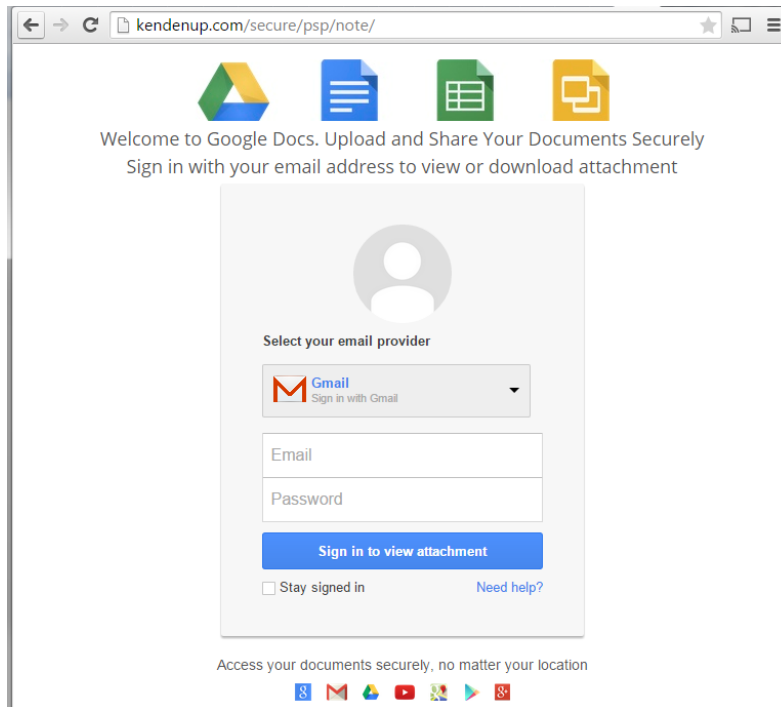 kendenup.com/secure/psp/note/
Welcome to Google Docs. Upload and Share Your Documents Securely
Sign in with your email address to view or download attachment
Select your email provider
Gmail
Sign in with Gmail
Email
Password
Sign in to view attachment
Stay signed in Need help?
Access your documents securely, no matter your location